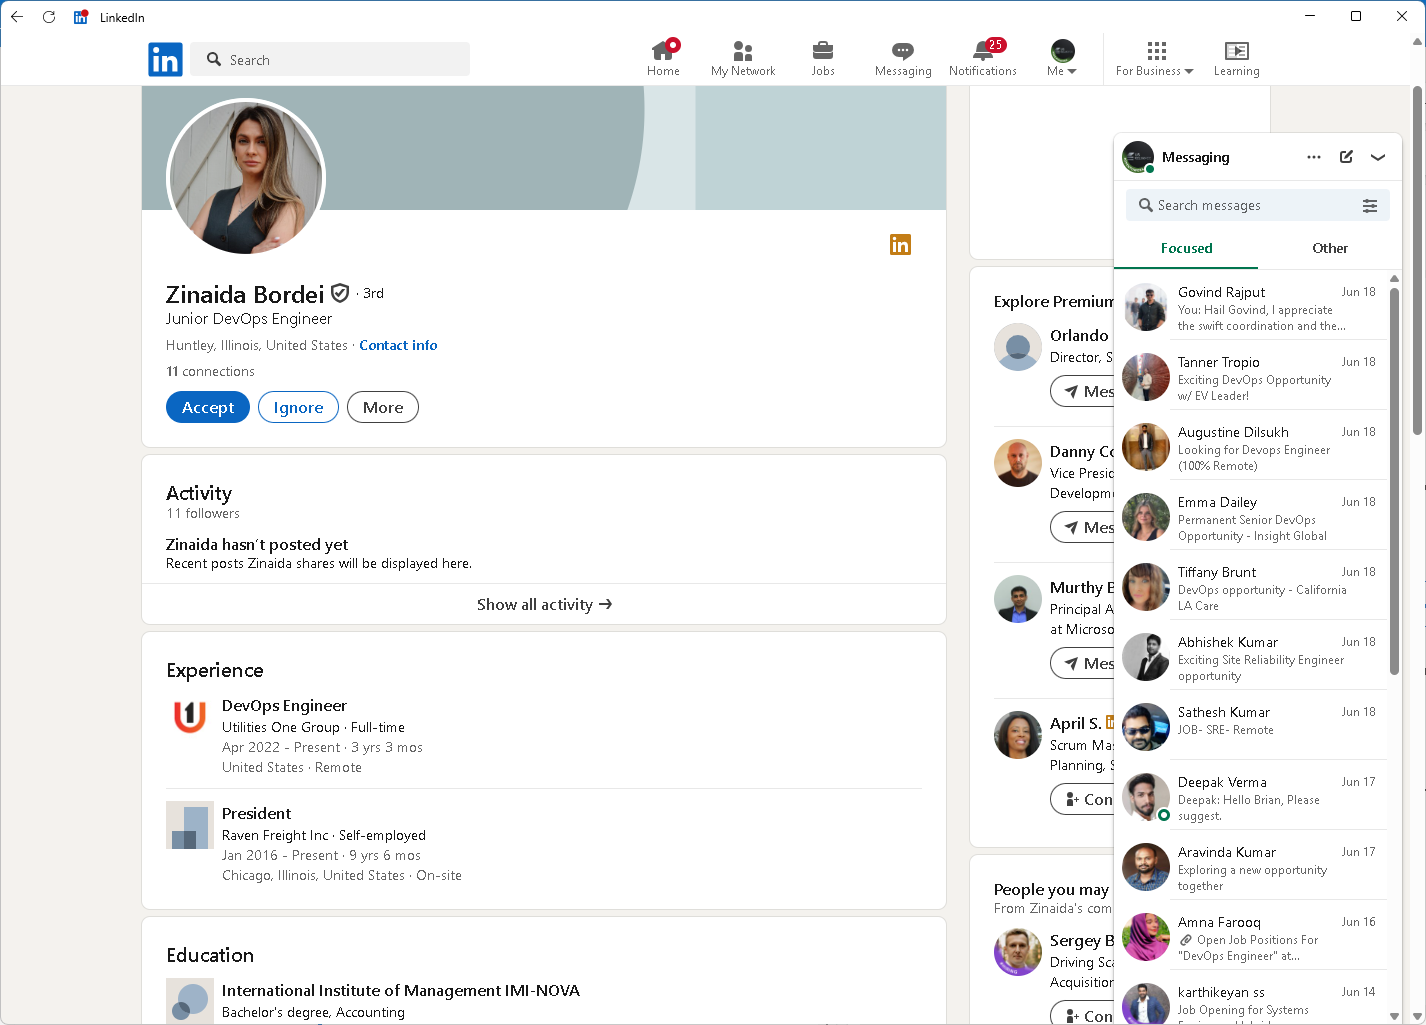 LinkedIn
in
Search
Home
My Network
Jobs
Messaging
25
Notifications
Me
For Business
Learning
in
Zinaida Bordei · 3rd
Junior DevOps Engineer
Huntley, Illinois, United States · Contact info
11 connections
Accept
Ignore
More
Activity
11 followers
Zinaida hasn't posted yet
Recent posts Zinaida shares will be displayed here.
Show all activity →
Experience
DevOps Engineer
Utilities One Group · Full-time
Apr 2022 - Present · 3 yrs 3 mos
United States · Remote
President
Raven Freight Inc · Self-employed
Jan 2016 - Present · 9 yrs 6 mos
Chicago, Illinois, United States · On-site
Education
International Institute of Management IMI-NOVA
Bachelor's degree, Accounting
Explore Premium
Orlando
Director, S
Mes
Danny Co
Vice Presid
Developme
Mes
Murthy B
Principal A
at Microso
Mes
April S.
Scrum Mas
Planning, S
Con
People you may
From Zinaida's com
Sergey B
Driving Sca
Acquisition
Con
Messaging
Search messages
Focused
Other
Govind Rajput
Jun 18
You: Hail Govind, I appreciate
the swift coordination and the...
Tanner Tropio
Jun 18
Exciting DevOps Opportunity
w/ EV Leader!
Augustine Dilsukh
Jun 18
Looking for Devops Engineer
(100% Remote)
Emma Dailey
Jun 18
Permanent Senior DevOps
Opportunity - Insight Global
Tiffany Brunt
Jun 18
DevOps opportunity - California
LA Care
Abhishek Kumar
Jun 18
Exciting Site Reliability Engineer
opportunity
Sathesh Kumar
Jun 18
JOB- SRE- Remote
Deepak Verma
Jun 17
Deepak: Hello Brian, Please
suggest.
Aravinda Kumar
Jun 17
Exploring a new opportunity
together
Amna Farooq
Jun 16
Open Job Positions For
"DevOps Engineer" at...
karthikeyan ss
Jun 14
Job Opening for Systems